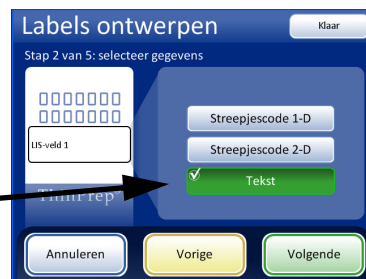 Labels ontwerpen
Klaar
Stap 2 van 5: selecteer gegevens
LIS-veld 1
Streepjescode 1-D
Streepjescode 2-D
Tekst
ThinPrep®
Annuleren
Vorige
Volgende